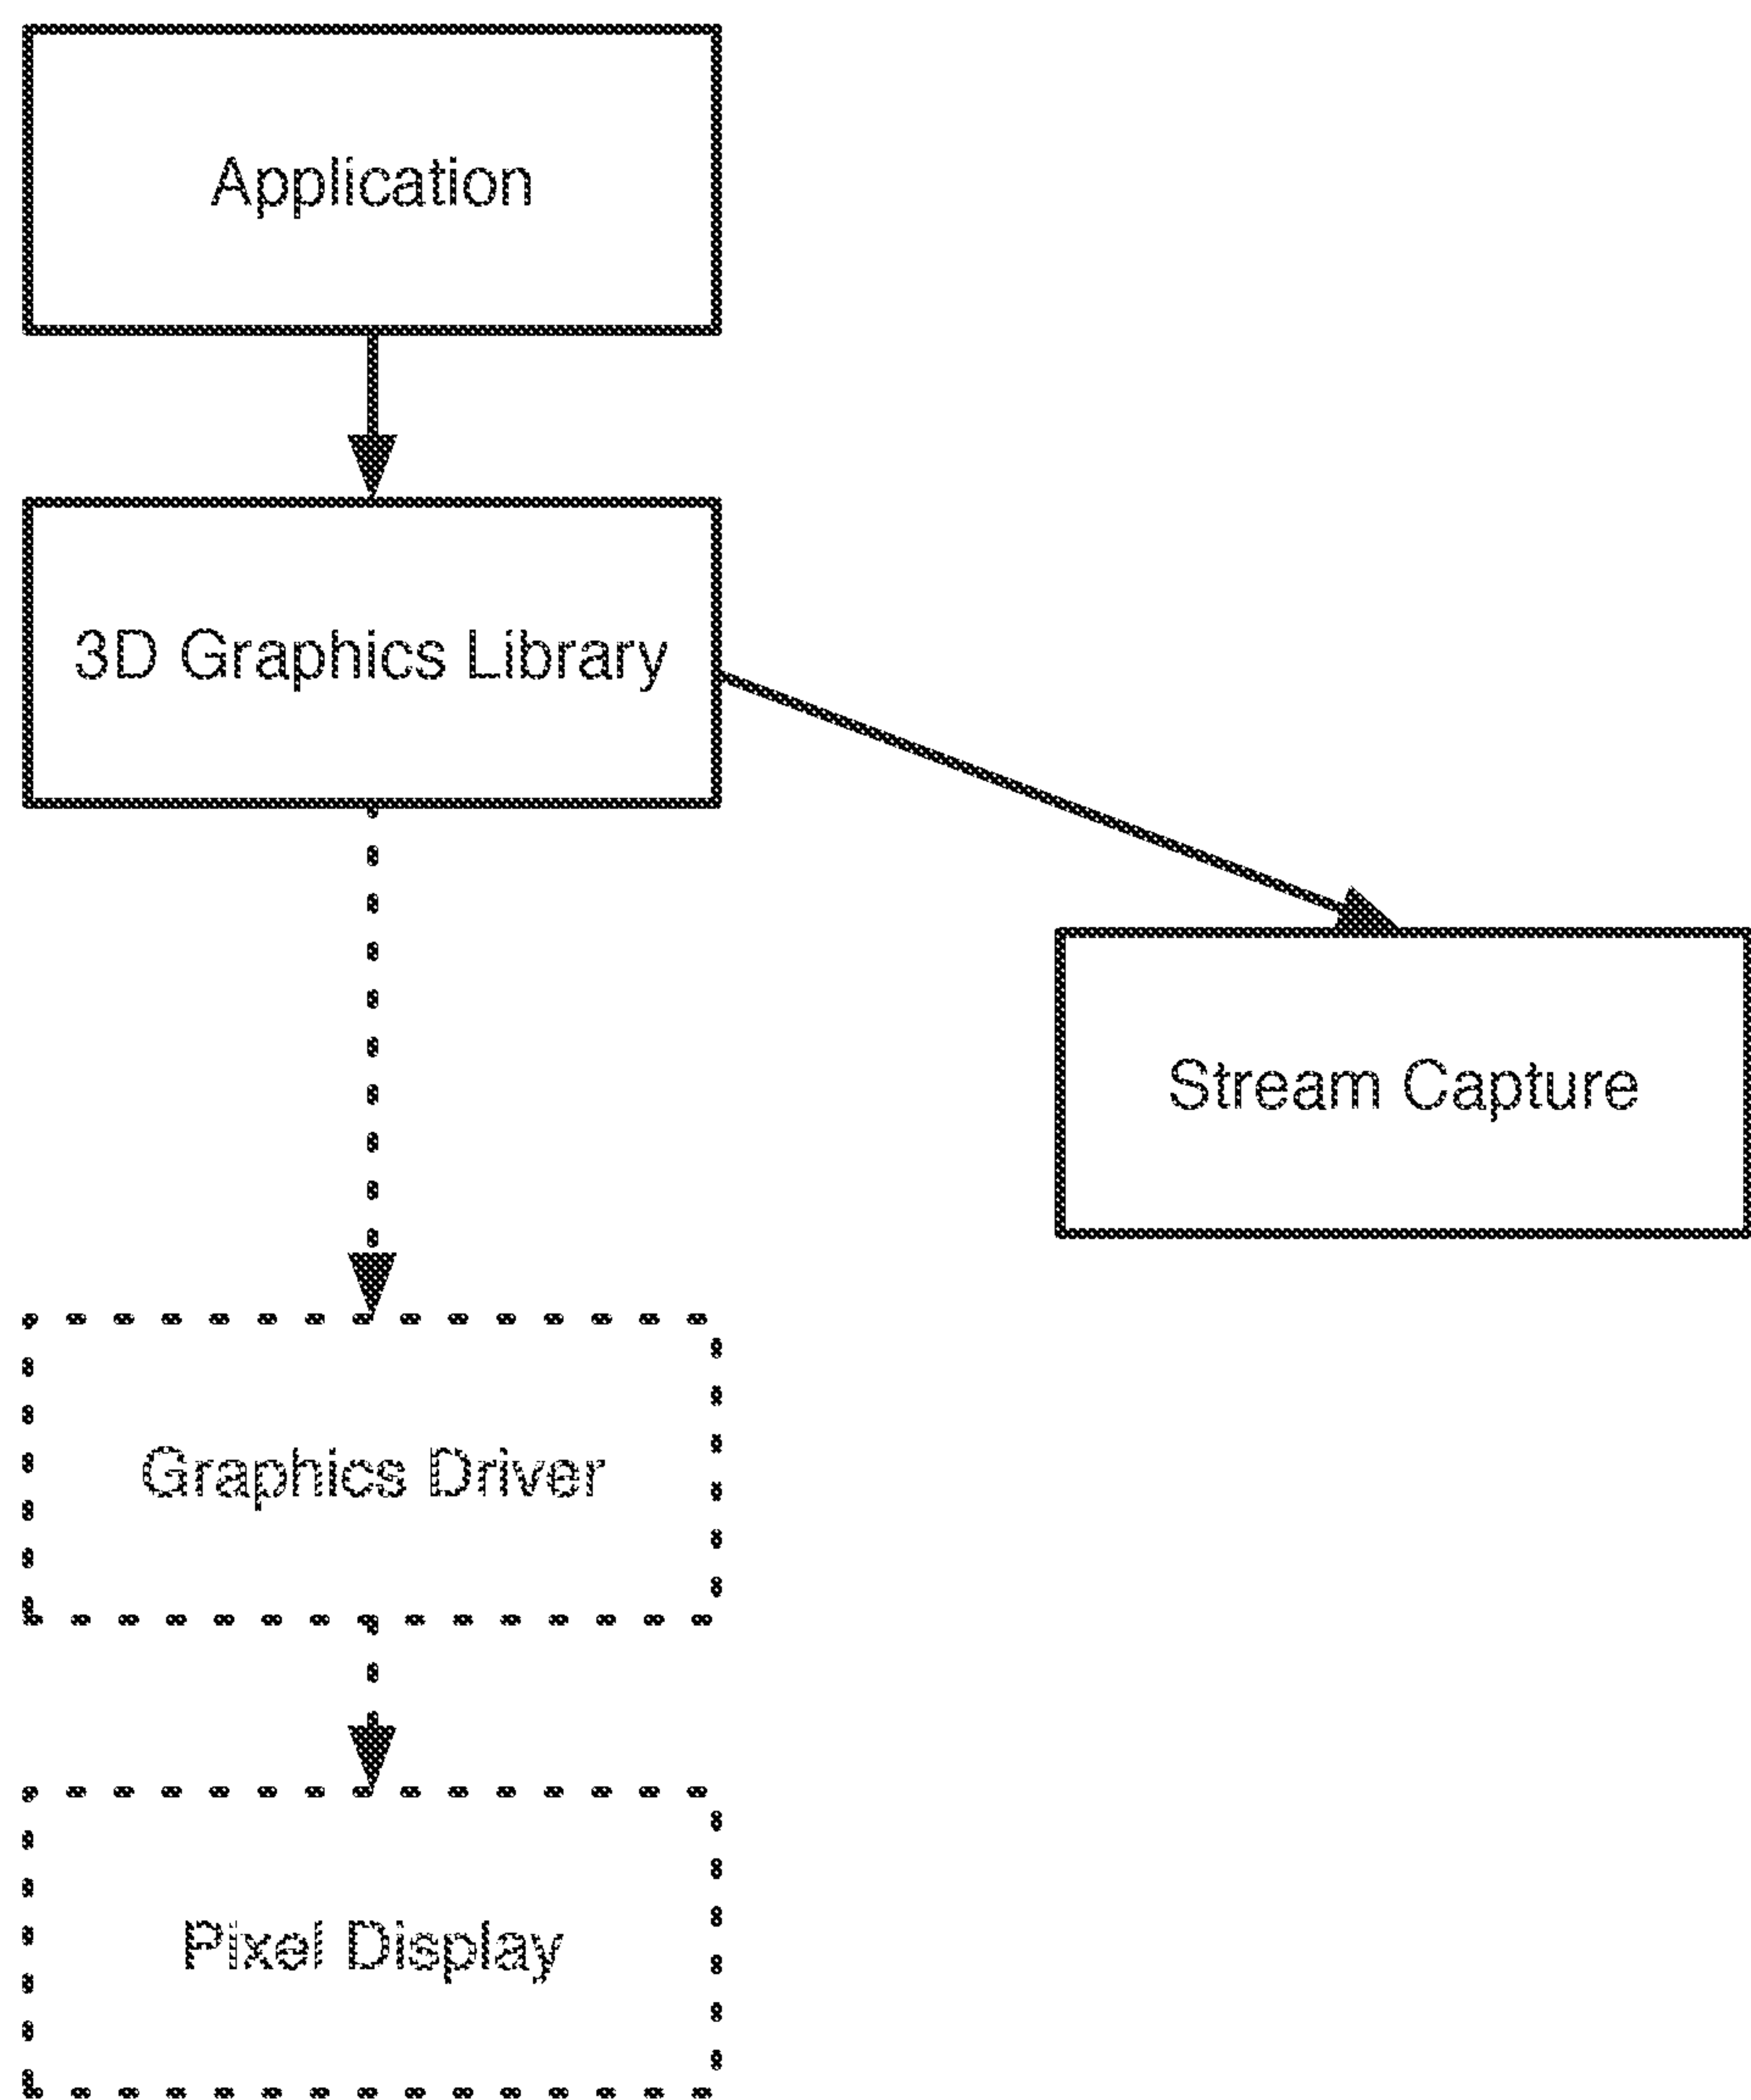 Application
3D Graphics Library
Stream Capture
Graphics Driver
Pixel Display